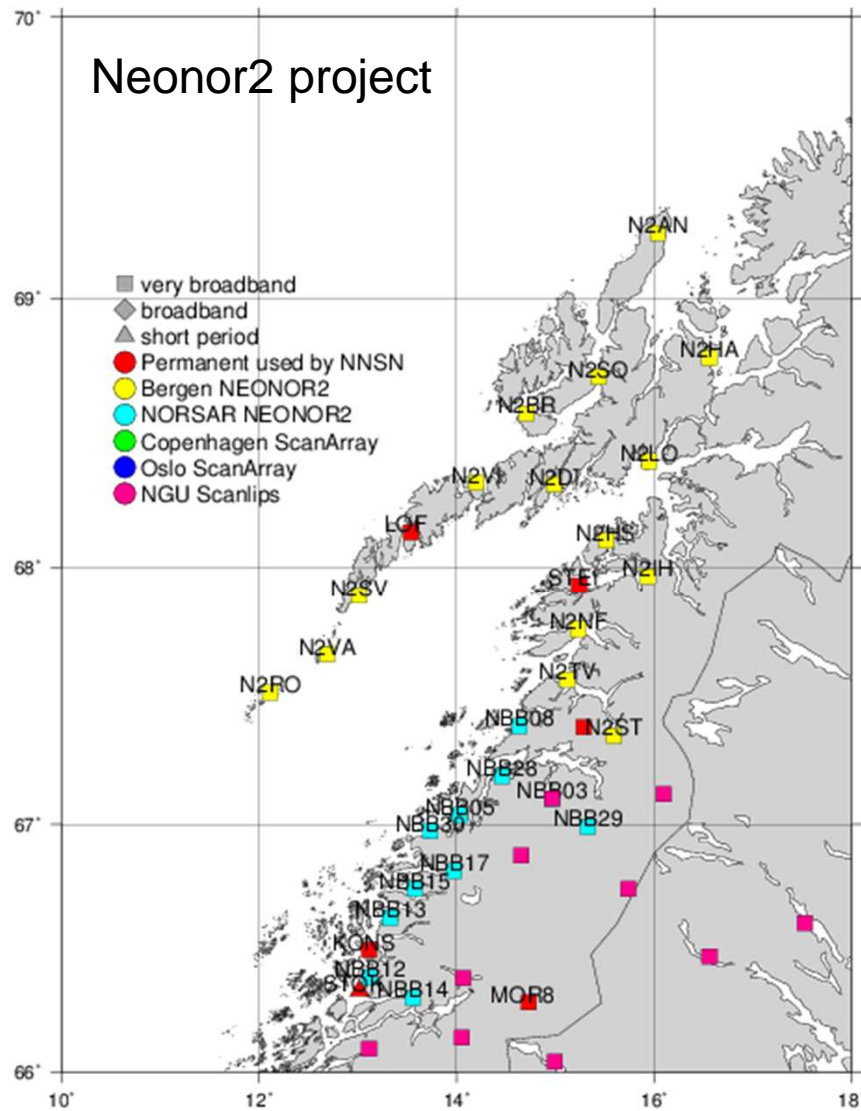 70˚
Neonor2 project
N2AN
very broadband
69˚
broadband
short period
Permanent used by NNSN
N2HA
N2SO
Bergen NEONOR2
N2BR
NORSAR NEONOR2
Copenhagen ScanArray
N2LO
Oslo ScanArray
N2VI
N2DI
NGU Scanlips
LOF
N2HS
68˚
N2IH
STEI
N2SV
N2NF
N2VA
N2TV
N2RO
NBB08
N2ST
NBB28
NBB03
NBB05
67˚
NBB30
NBB29
NBB17
NBB15
NBB13
KONS
NBB12
STOK
NBB14
MOR8
66˚
10˚
12˚
14˚
16˚
18